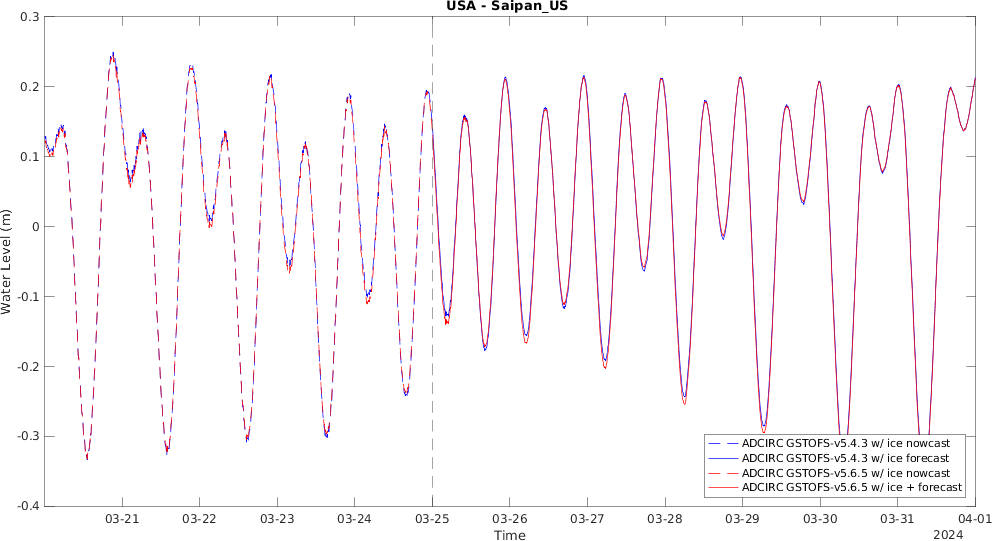 USA - Saipan_US
0.3
0.2
0.1
0
-0.1
-0.2
-0.3
-0.4
Water Level (m)
ADCIRC GSTOFS-v5.4.3 w/ ice nowcast
ADCIRC GSTOFS-v5.4.3 w/ ice forecast
ADCIRC GSTOFS-v5.6.5 w/ ice nowcast
ADCIRC GSTOFS-v5.6.5 w/ ice + forecast
03-21 03-22 03-23 03-24 03-25 03-26 03-27 03-28 03-29 03-30 03-31 04-01
Time 2024